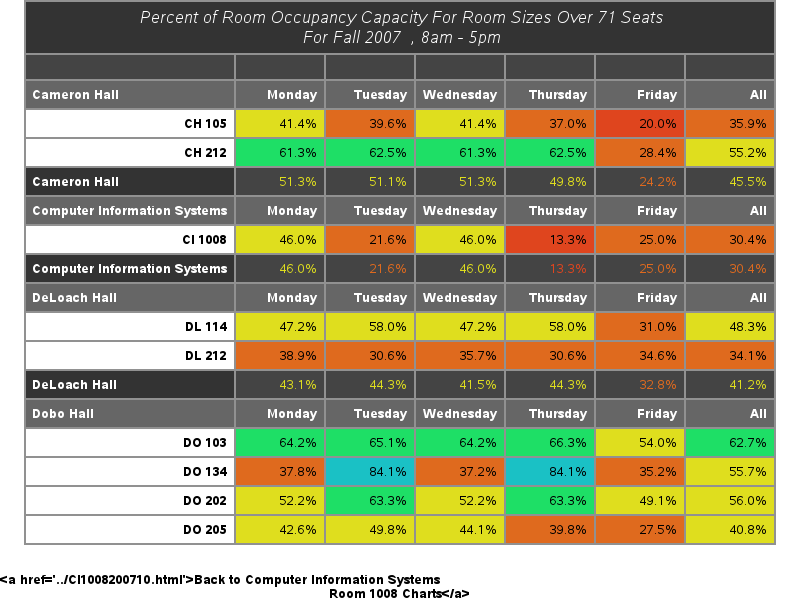 Percent of Room Occupancy Capacity For Room Sizes Over 71 Seats
For Fall 2007 , 8am - 5pm
Cameron Hall Monday Tuesday Wednesday Thursday Friday All
CH 105 41.4% 39.6% 41.4% 37.0% 20.0% 35.9%
CH 212 61.3% 62.5% 61.3% 62.5% 28.4% 55.2%
Cameron Hall 51.3% 51.1% 51.3% 49.8% 24.2% 45.5%
Computer Information Systems Monday Tuesday Wednesday Thursday Friday All
CI 1008 46.0% 21.6% 46.0% 13.3% 25.0% 30.4%
Computer Information Systems 46.0% 21.6% 46.0% 13.3% 25.0% 30.4%
DeLoach Hall Monday Tuesday Wednesday Thursday Friday All
DL 114 47.2% 58.0% 47.2% 58.0% 31.0% 48.3%
DL 212 38.9% 30.6% 35.7% 30.6% 34.6% 34.1%
DeLoach Hall 43.1% 44.3% 41.5% 44.3% 32.8% 41.2%
Dobo Hall Monday Tuesday Wednesday Thursday Friday All
DO 103 64.2% 65.1% 64.2% 66.3% 54.0% 62.7%
DO 134 37.8% 84.1% 37.2% 84.1% 35.2% 55.7%
DO 202 52.2% 63.3% 52.2% 63.3% 49.1% 56.0%
DO 205 42.6% 49.8% 44.1% 39.8% 27.5% 40.8%
<a href='../CI1008200710.html'>Back to Computer Information Systems
Room 1008 Charts</a>